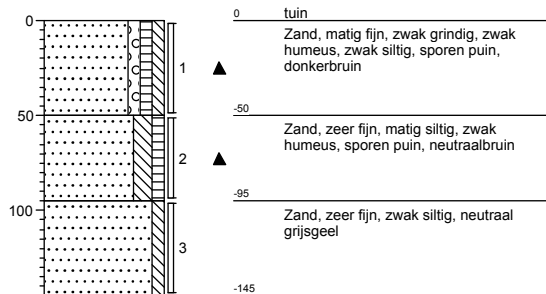 0
0
tuin
Zand, matig fijn, zwak grindig, zwak
humeus, zwak siltig, sporen puin,
donkerbruin
1
50
-50
Zand, zeer fijn, matig siltig, zwak
humeus, sporen puin, neutraalbruin
2
-95
100
Zand, zeer fijn, zwak siltig, neutraal
grijsgeel
3
-145